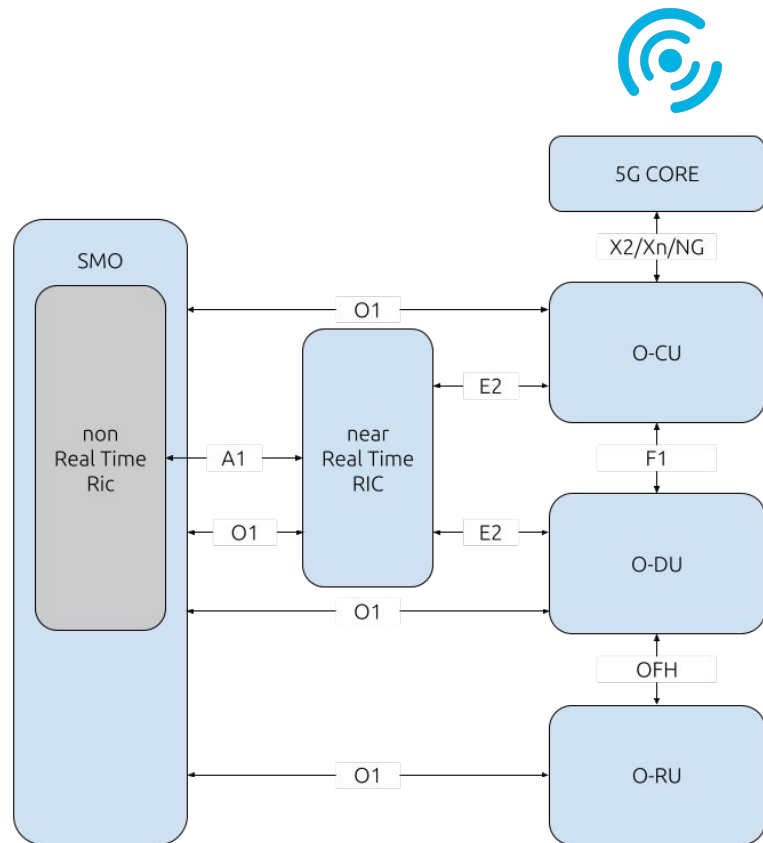 5G CORE
X2/Xn/NG
SMO
O1
O-CU
E2
non
Real Time
Ric
A1
near
Real Time
RIC
F1
O1
E2
O-DU
O1
OFH
O1
O-RU